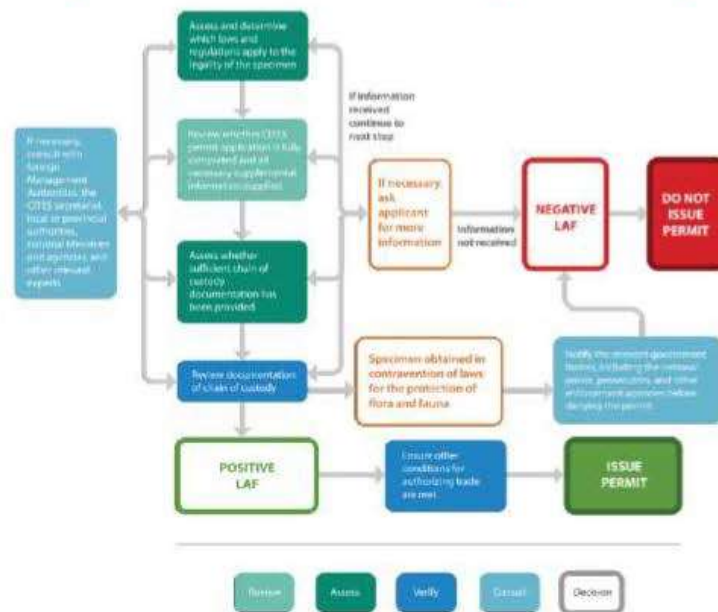 Assess and determine
which laws and
regulations apply to the
legality of the specimen
If information
received
continue to
next step
If necessary,
consult with
foreign
Management
Authorities, the
CITES secretariat,
local or provincial
authorities,
national Ministries
and agencies, and
other relevant
experts
Review whether CITES
permit application is fully
completed and all
necessary supplemental
information supplied
If necessary,
ask
applicant
for more
information
Information
not received
NEGATIVE
LAF
DO NOT
ISSUE
PERMIT
Assess whether
sufficient chain of
custody
documentation has
been provided
Review documentation
of chain of custody
Specimen obtained in
contravention of laws
for the protection of
flora and fauna
Notify the relevant government
bodies, including the national
police, prosecutors, and other
enforcement agencies before
denying the permit
POSITIVE
LAF
Ensure other
conditions for
authorizing trade
are met
ISSUE
PERMIT
Review
Assess
Verify
Consult
Decision